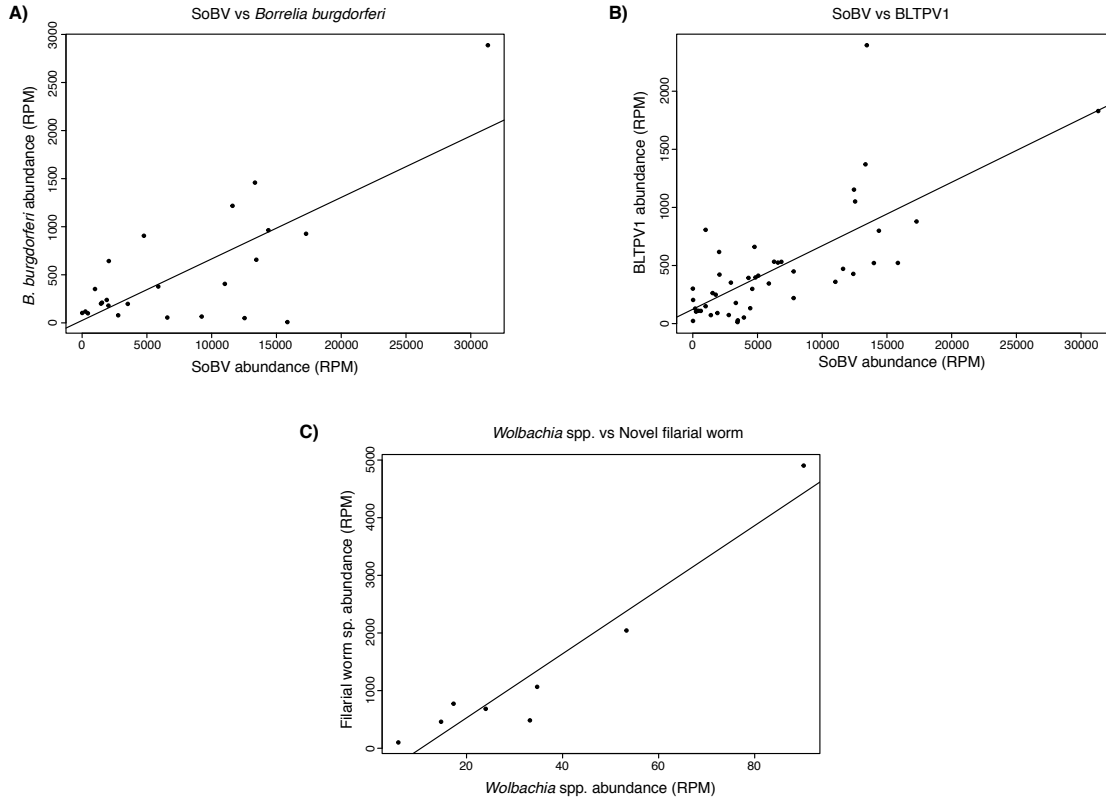 A)
SoBV vs Borrelia burgdorferi
B. burgdorferi abundance (RPM)
3000
2500
2000
1500
1000
500
0
0 5000 10000 15000 20000 25000 30000
SoBV abundance (RPM)
B)
SoBV vs BLTPV1
BLTPV1 abundance (RPM)
2000
1500
1000
500
0
0 5000 10000 15000 20000 25000 30000
SoBV abundance (RPM)
C)
Wolbachia spp. vs Novel filarial worm
Filarial worm sp. abundance (RPM)
5000
4000
3000
2000
1000
0
20 40 60 80
Wolbachia spp. abundance (RPM)